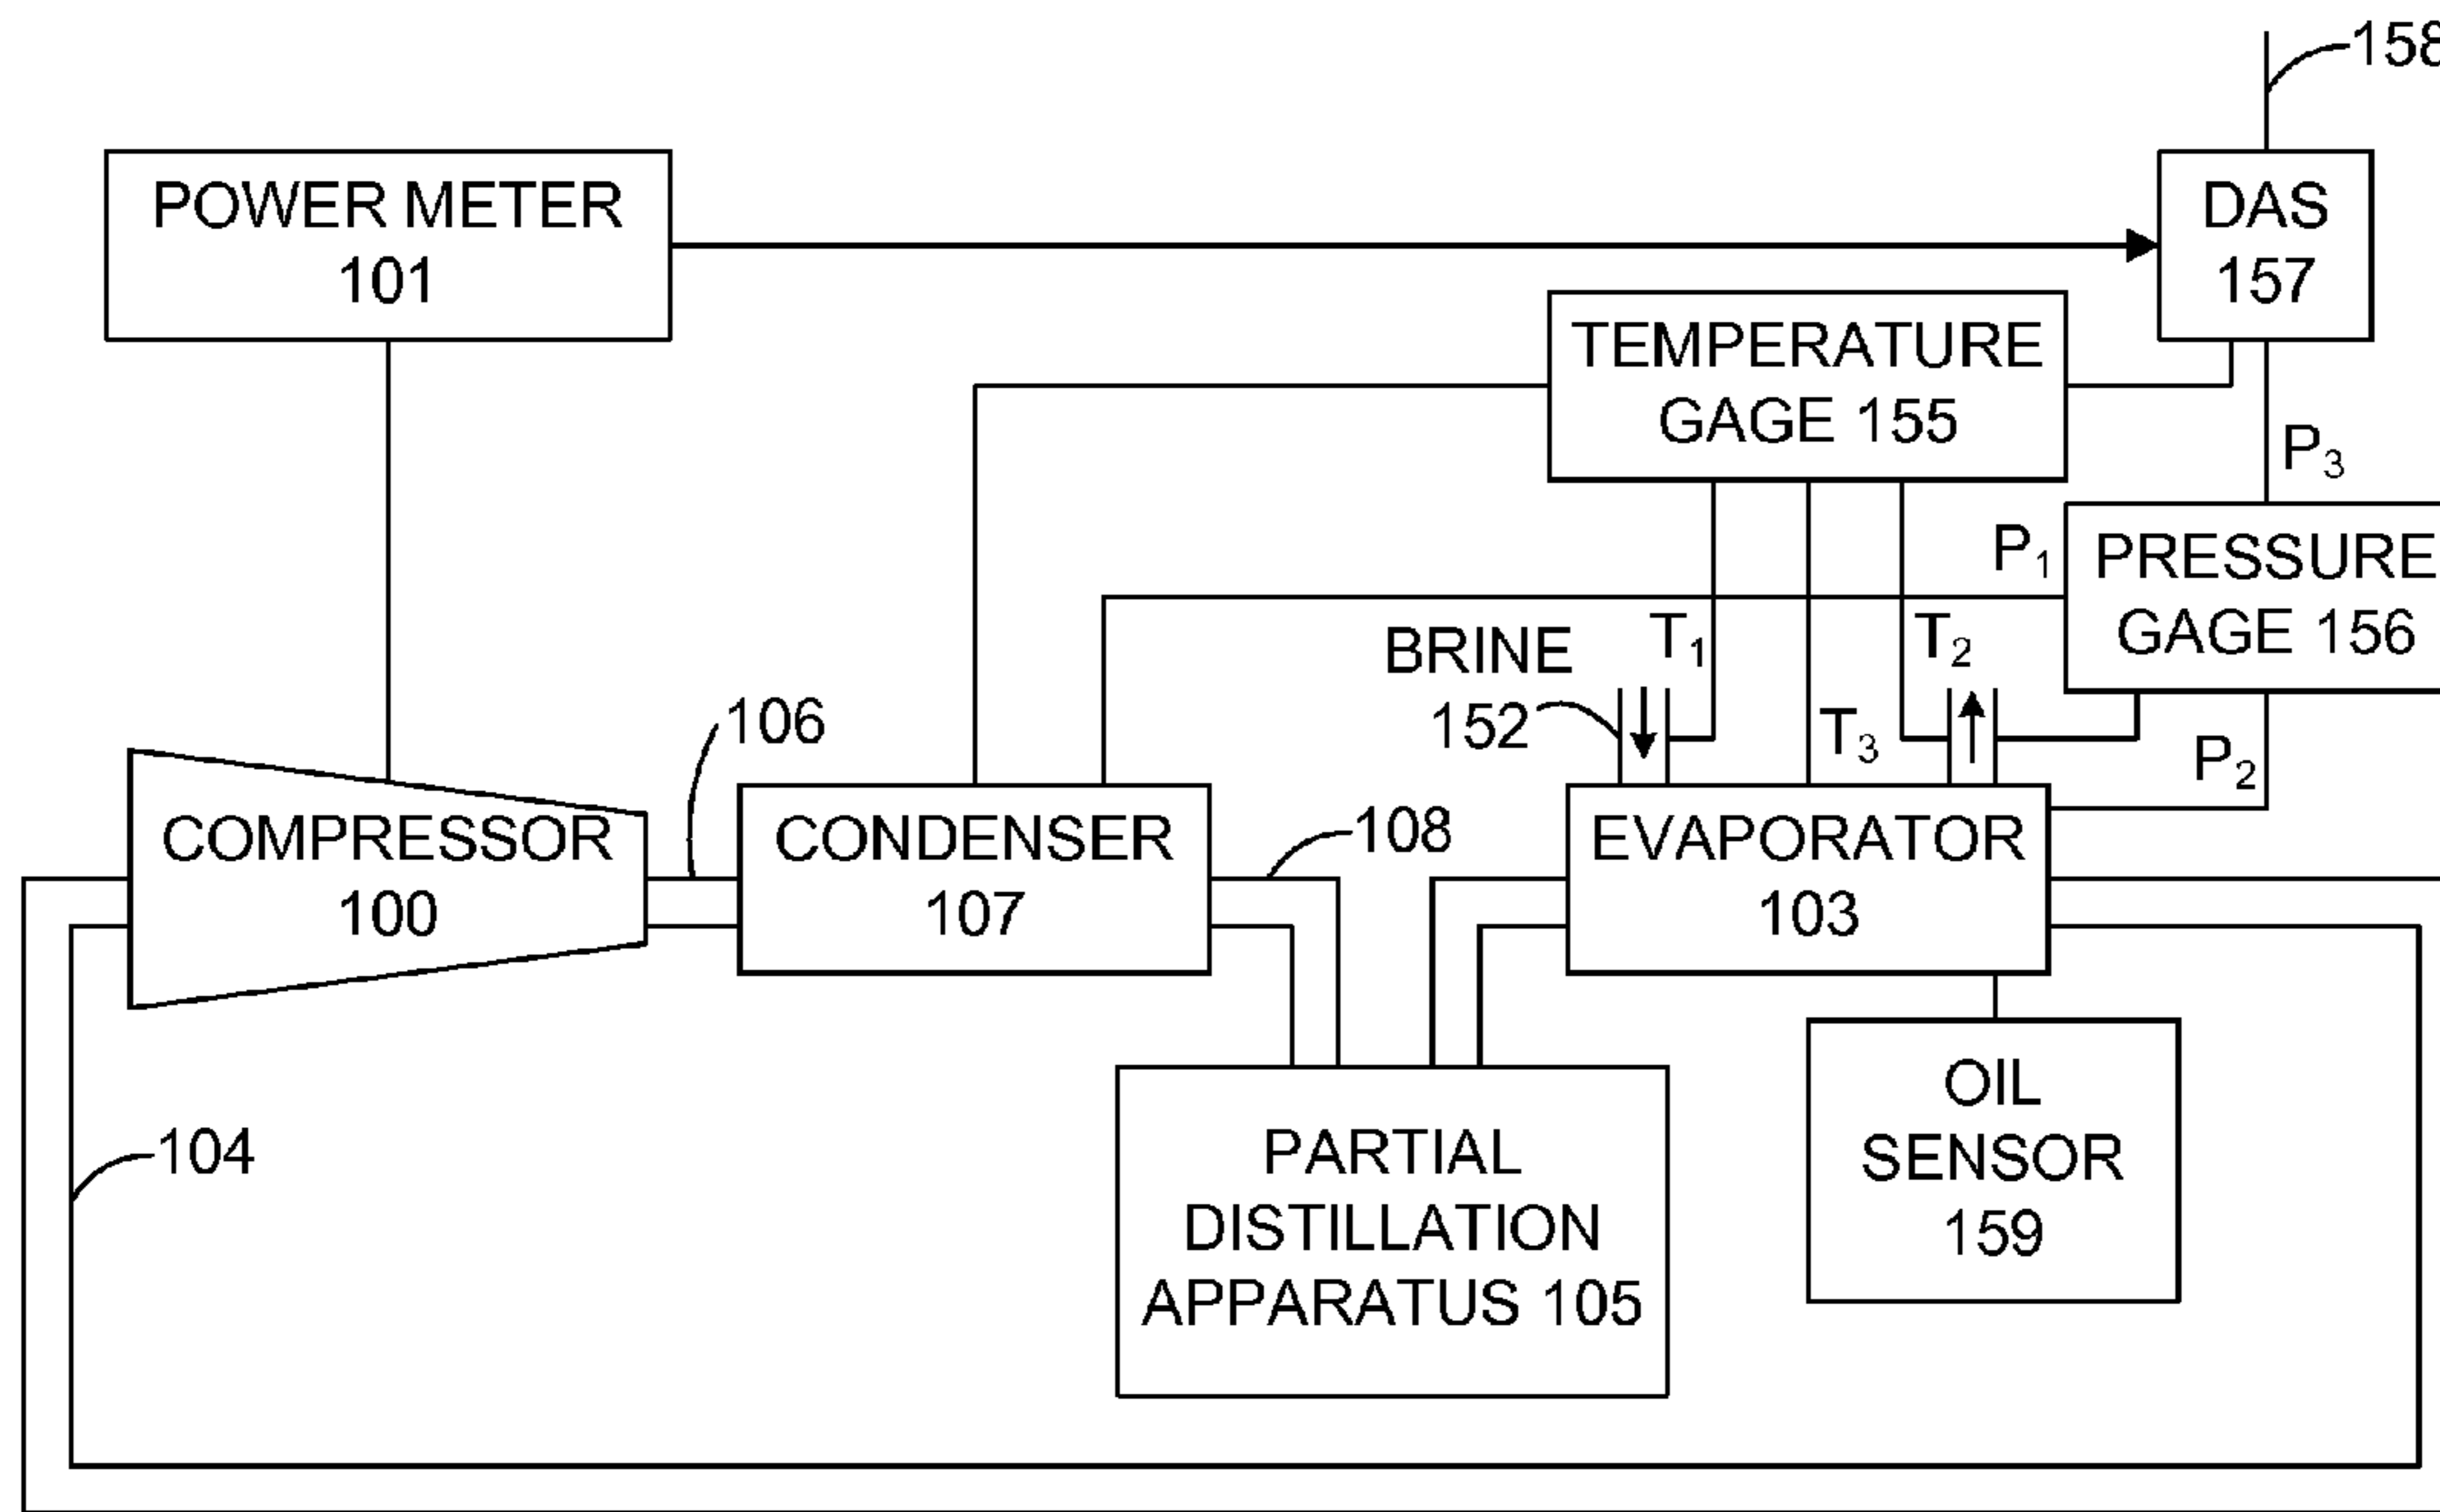 158
POWER METER
101
DAS
157
TEMPERATURE
GAGE 155
P3
P1
PRESSURE
GAGE 156
BRINE
152
T1
T2
T3
P2
106
COMPRESSOR
100
CONDENSER
107
108
EVAPORATOR
103
104
PARTIAL
DISTILLATION
APPARATUS 105
OIL
SENSOR
159